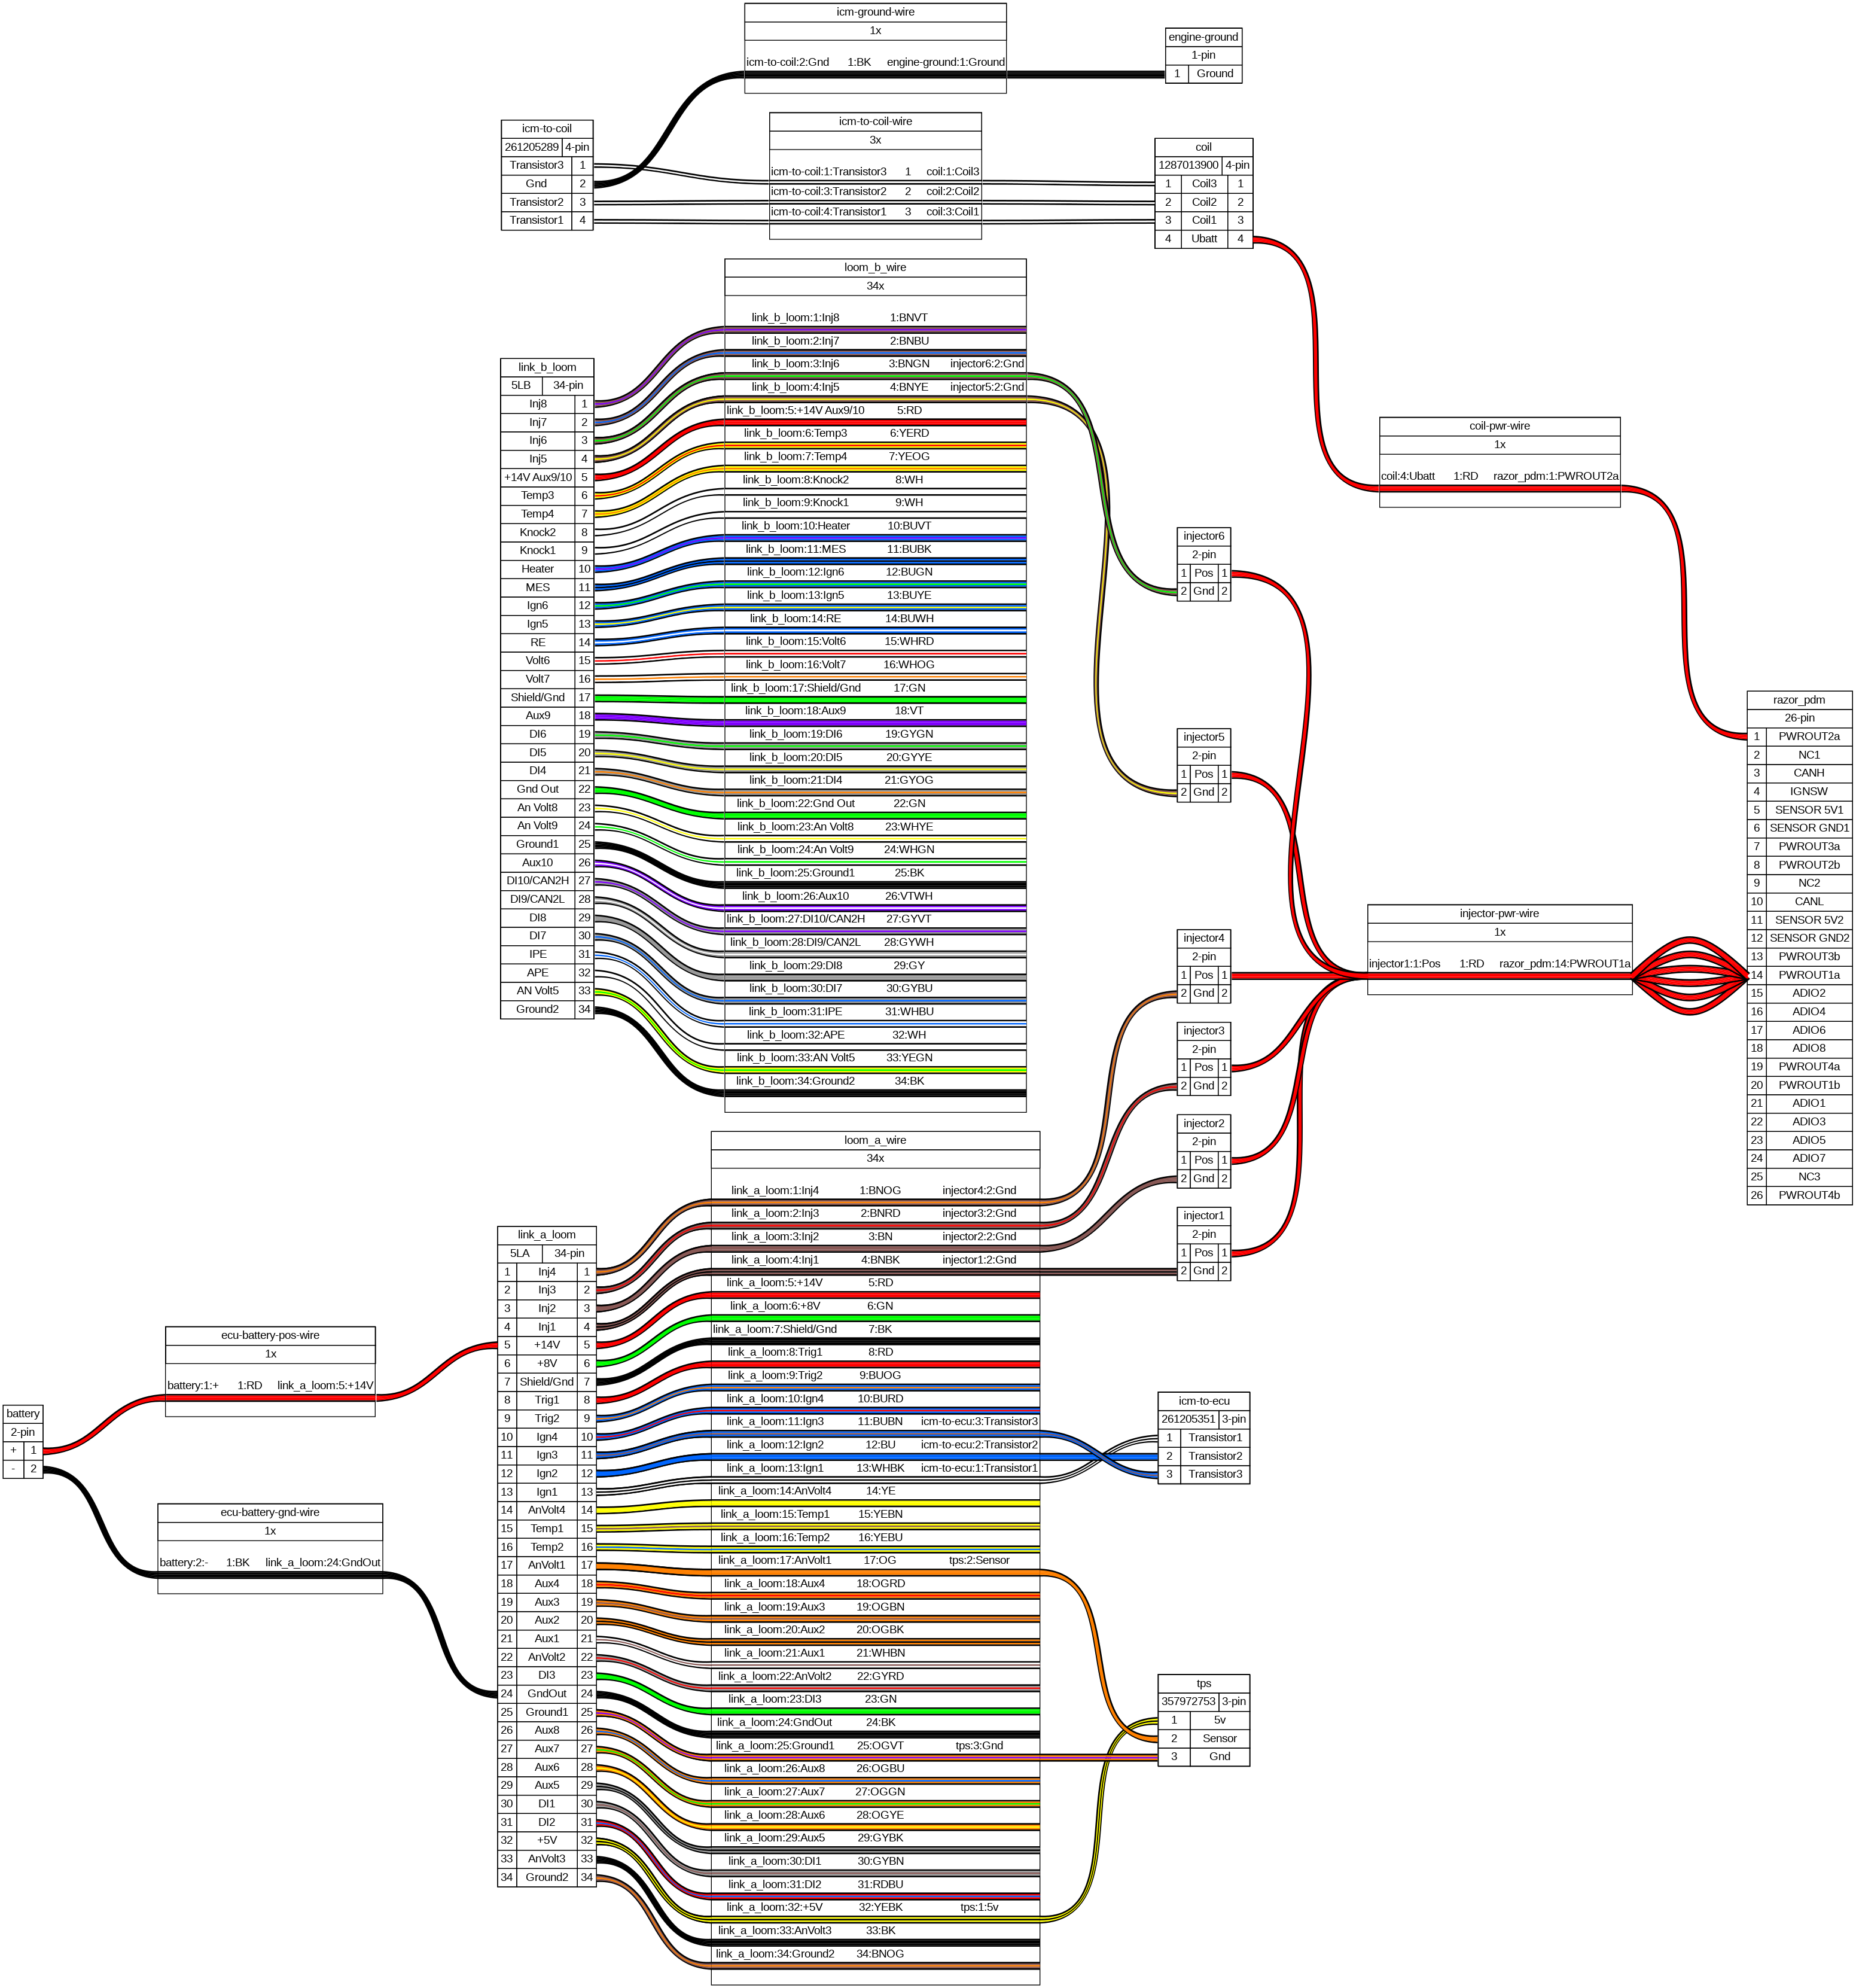 icm-ground-wire
1x
icm-to-coil:2:Gnd 1:BK engine-ground:1:Ground
engine-ground
1-pin
1 Ground
icm-to-coil
261205289 4-pin
Transistor3 1
Gnd 2
Transistor2 3
Transistor1 4
icm-to-coil-wire
3x
icm-to-coil:1:Transistor3 1 coil:1:Coil3
icm-to-coil:3:Transistor2 2 coil:2:Coil2
icm-to-coil:4:Transistor1 3 coil:3:Coil1
coil
1287013900 4-pin
1 Coil3 1
2 Coil2 2
3 Coil1 3
4 Ubatt 4
link_b_loom
5LB 34-pin
Inj8 1
Inj7 2
Inj6 3
Inj5 4
+14V Aux9/10 5
Temp3 6
Temp4 7
Knock2 8
Knock1 9
Heater 10
MES 11
Ign6 12
Ign5 13
RE 14
Volt6 15
Volt7 16
Shield/Gnd 17
Aux9 18
DI6 19
DI5 20
DI4 21
Gnd Out 22
An Volt8 23
An Volt9 24
Ground1 25
Aux10 26
DI10/CAN2H 27
DI9/CAN2L 28
DI8 29
DI7 30
IPE 31
APE 32
AN Volt5 33
Ground2 34
loom_b_wire
34x
link_b_loom:1:Inj8 1:BNVT
link_b_loom:2:Inj7 2:BNBU
link_b_loom:3:Inj6 3:BNGN injector6:2:Gnd
link_b_loom:4:Inj5 4:BNYE injector5:2:Gnd
link_b_loom:5:+14V Aux9/10 5:RD
link_b_loom:6:Temp3 6:YERD
link_b_loom:7:Temp4 7:YEOG
link_b_loom:8:Knock2 8:WH
link_b_loom:9:Knock1 9:WH
link_b_loom:10:Heater 10:BUVT
link_b_loom:11:MES 11:BUBK
link_b_loom:12:Ign6 12:BUGN
link_b_loom:13:Ign5 13:BUYE
link_b_loom:14:RE 14:BUWH
link_b_loom:15:Volt6 15:WHRD
link_b_loom:16:Volt7 16:WHOG
link_b_loom:17:Shield/Gnd 17:GN
link_b_loom:18:Aux9 18:VT
link_b_loom:19:DI6 19:GYGN
link_b_loom:20:DI5 20:GYYE
link_b_loom:21:DI4 21:GYOG
link_b_loom:22:Gnd Out 22:GN
link_b_loom:23:An Volt8 23:WHYE
link_b_loom:24:An Volt9 24:WHGN
link_b_loom:25:Ground1 25:BK
link_b_loom:26:Aux10 26:VTWH
link_b_loom:27:DI10/CAN2H 27:GYVT
link_b_loom:28:DI9/CAN2L 28:GYWH
link_b_loom:29:DI8 29:GY
link_b_loom:30:DI7 30:GYBU
link_b_loom:31:IPE 31:WHBU
link_b_loom:32:APE 32:WH
link_b_loom:33:AN Volt5 33:YEGN
link_b_loom:34:Ground2 34:BK
coil-pwr-wire
1x
coil:4:Ubatt 1:RD razor_pdm:1:PWROUT2a
injector6
2-pin
1 Pos 1
2 Gnd 2
injector5
2-pin
1 Pos 1
2 Gnd 2
injector4
2-pin
1 Pos 1
2 Gnd 2
injector3
2-pin
1 Pos 1
2 Gnd 2
injector2
2-pin
1 Pos 1
2 Gnd 2
injector1
2-pin
1 Pos 1
2 Gnd 2
injector-pwr-wire
1x
injector1:1:Pos 1:RD razor_pdm:14:PWROUT1a
razor_pdm
26-pin
1 PWROUT2a
2 NC1
3 CANH
4 IGNSW
5 SENSOR 5V1
6 SENSOR GND1
7 PWROUT3a
8 PWROUT2b
9 NC2
10 CANL
11 SENSOR 5V2
12 SENSOR GND2
13 PWROUT3b
14 PWROUT1a
15 ADIO2
16 ADIO4
17 ADIO6
18 ADIO8
19 PWROUT4a
20 PWROUT1b
21 ADIO1
22 ADIO3
23 ADIO5
24 ADIO7
25 NC3
26 PWROUT4b
battery
2-pin
+ 1
- 2
ecu-battery-pos-wire
1x
battery:1:+ 1:RD link_a_loom:5:+14V
ecu-battery-gnd-wire
1x
battery:2:- 1:BK link_a_loom:24:GndOut
link_a_loom
5LA 34-pin
1 Inj4 1
2 Inj3 2
3 Inj2 3
4 Inj1 4
5 +14V 5
6 +8V 6
7 Shield/Gnd 7
8 Trig1 8
9 Trig2 9
10 Ign4 10
11 Ign3 11
12 Ign2 12
13 Ign1 13
14 AnVolt4 14
15 Temp1 15
16 Temp2 16
17 AnVolt1 17
18 Aux4 18
19 Aux3 19
20 Aux2 20
21 Aux1 21
22 AnVolt2 22
23 DI3 23
24 GndOut 24
25 Ground1 25
26 Aux8 26
27 Aux7 27
28 Aux6 28
29 Aux5 29
30 DI1 30
31 DI2 31
32 +5V 32
33 AnVolt3 33
34 Ground2 34
loom_a_wire
34x
link_a_loom:1:Inj4 1:BNOG injector4:2:Gnd
link_a_loom:2:Inj3 2:BNRD injector3:2:Gnd
link_a_loom:3:Inj2 3:BN injector2:2:Gnd
link_a_loom:4:Inj1 4:BNBK injector1:2:Gnd
link_a_loom:5:+14V 5:RD
link_a_loom:6:+8V 6:GN
link_a_loom:7:Shield/Gnd 7:BK
link_a_loom:8:Trig1 8:RD
link_a_loom:9:Trig2 9:BUOG
link_a_loom:10:Ign4 10:BURD
link_a_loom:11:Ign3 11:BUBN icm-to-ecu:3:Transistor3
link_a_loom:12:Ign2 12:BU icm-to-ecu:2:Transistor2
link_a_loom:13:Ign1 13:WHBK icm-to-ecu:1:Transistor1
link_a_loom:14:AnVolt4 14:YE
link_a_loom:15:Temp1 15:YEBN
link_a_loom:16:Temp2 16:YEBU
link_a_loom:17:AnVolt1 17:OG tps:2:Sensor
link_a_loom:18:Aux4 18:OGRD
link_a_loom:19:Aux3 19:OGBN
link_a_loom:20:Aux2 20:OGBK
link_a_loom:21:Aux1 21:WHBN
link_a_loom:22:AnVolt2 22:GYRD
link_a_loom:23:DI3 23:GN
link_a_loom:24:GndOut 24:BK
link_a_loom:25:Ground1 25:OGVT tps:3:Gnd
link_a_loom:26:Aux8 26:OGBU
link_a_loom:27:Aux7 27:OGGN
link_a_loom:28:Aux6 28:OGYE
link_a_loom:29:Aux5 29:GYBK
link_a_loom:30:DI1 30:GYBN
link_a_loom:31:DI2 31:RDBU
link_a_loom:32:+5V 32:YEBK tps:1:5v
link_a_loom:33:AnVolt3 33:BK
link_a_loom:34:Ground2 34:BNOG
icm-to-ecu
261205351 3-pin
1 Transistor1
2 Transistor2
3 Transistor3
tps
357972753 3-pin
1 5v
2 Sensor
3 Gnd